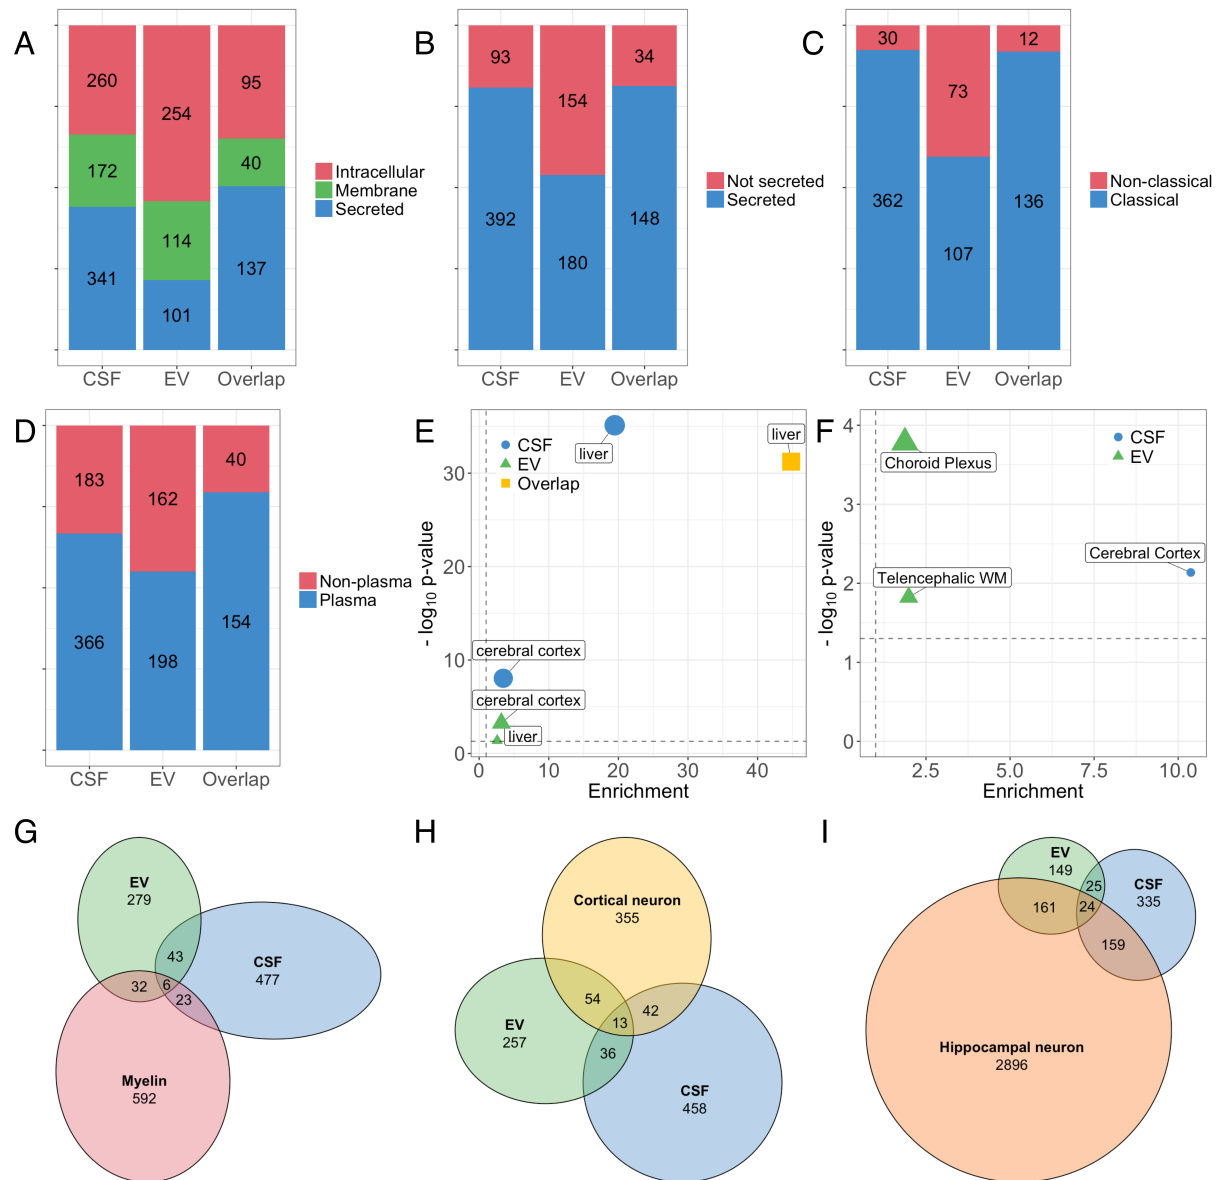 A
260
254
95
172
114
40
341
101
137
Intracellular
Membrane
Secreted
CSF
EV
Overlap
B
93
154
34
392
180
148
Not secreted
Secreted
CSF
EV
Overlap
C
30
73
12
362
107
136
Non-classical
Classical
CSF
EV
Overlap
D
183
162
40
366
198
154
Non-plasma
Plasma
CSF
EV
Overlap
E
CSF
EV
Overlap
liver
liver
cerebral cortex
cerebral cortex
liver
30
20
10
0
- log10 p-value
0 10 20 30 40
Enrichment
F
CSF
EV
Choroid Plexus
Cerebral Cortex
Telencephalic WM
4
3
2
1
0
- log10 p-value
2.5 5.0 7.5 10.0
Enrichment
G
EV
279
43
CSF
477
32
6
23
Myelin
592
H
Cortical neuron
355
54
42
13
EV
257
36
CSF
458
I
EV
149
25
CSF
335
161
24
159
Hippocampal neuron
2896